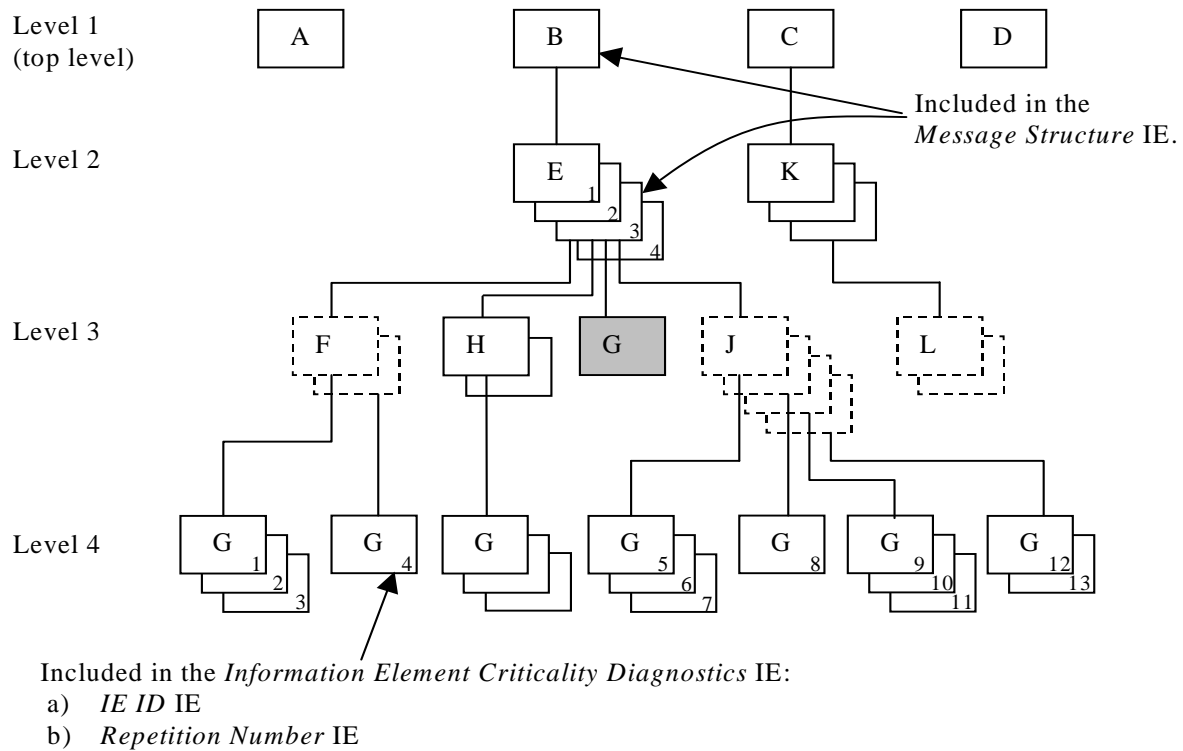 Level 1
(top level)
A
B
C
D
Included in the
Message Structure IE.
Level 2
E
1
2
3
4
K
Level 3
F
H
G
J
L
Level 4
G
1
2
3
G
4
G
G
5
6
7
G
8
G
9
10
11
G
12
13
Included in the Information Element Criticality Diagnostics IE:
a) IE ID IE
b) Repetition Number IE